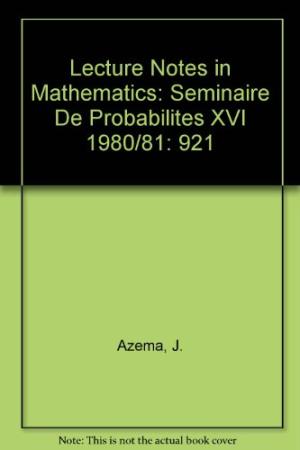 Lecture Notes in
Mathematics: Seminaire
De Probabilites XVI
1980/81: 921
Azema, J.
Note: This is not the actual book cover